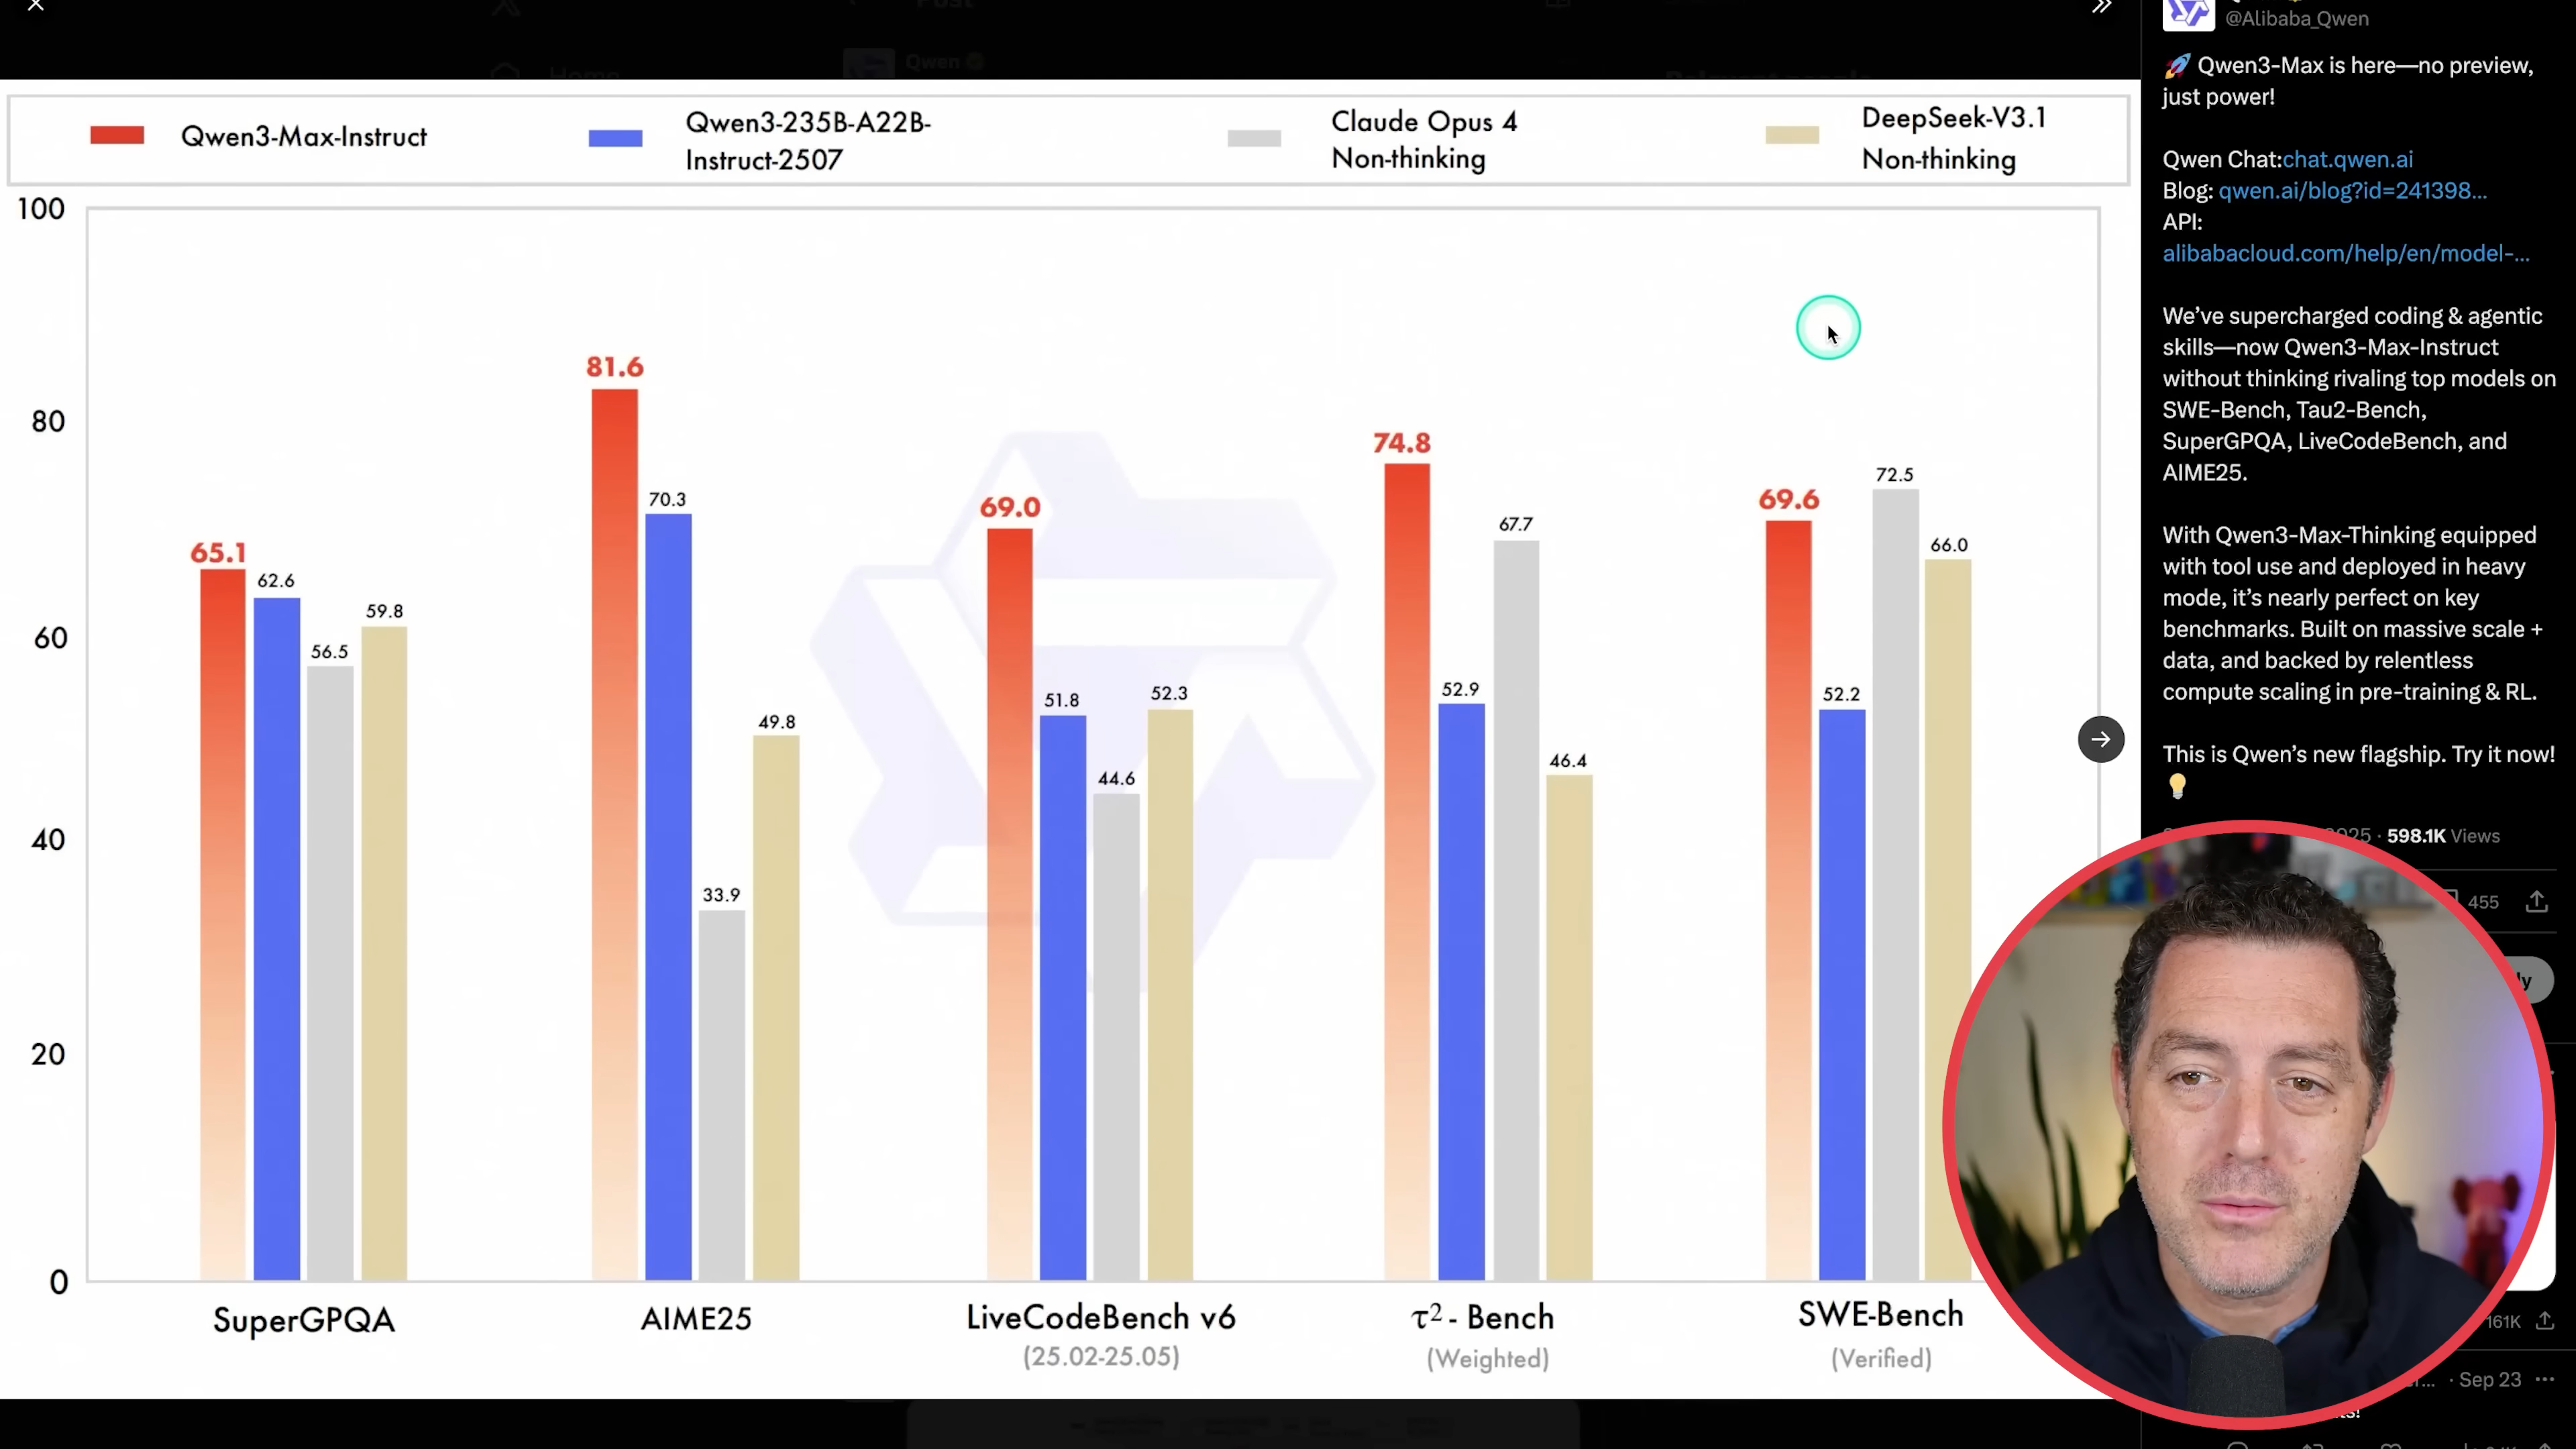 Post
Home
Qwen
Qwen3-Max-Instruct
Qwen3-235B-A22B-
Instruct-2507
Claude Opus 4
Non-thinking
DeepSeek-V3.1
Non-thinking
100
80
60
40
20
0
65.1
62.6
56.5
59.8
81.6
70.3
33.9
49.8
69.0
51.8
44.6
52.3
74.8
52.9
67.7
46.4
69.6
52.2
72.5
66.0
SuperGPQA
AIME25
LiveCodeBench v6
(25.02-25.05)
τ²- Bench
(Weighted)
SWE-Bench
(Verified)
@Alibaba_Qwen
🚀 Qwen3-Max is here—no preview,
just power!
Qwen Chat:chat.qwen.ai
Blog: qwen.ai/blog?id=241398…
API:
alibabacloud.com/help/en/model-…
We’ve supercharged coding & agentic
skills—now Qwen3-Max-Instruct
without thinking rivaling top models on
SWE-Bench, Tau2-Bench,
SuperGPQA, LiveCodeBench, and
AIME25.
With Qwen3-Max-Thinking equipped
with tool use and deployed in heavy
mode, it’s nearly perfect on key
benchmarks. Built on massive scale +
data, and backed by relentless
compute scaling in pre-training & RL.
This is Qwen’s new flagship. Try it now!
💡
· 598.1K Views
455
161K
· Sep 23